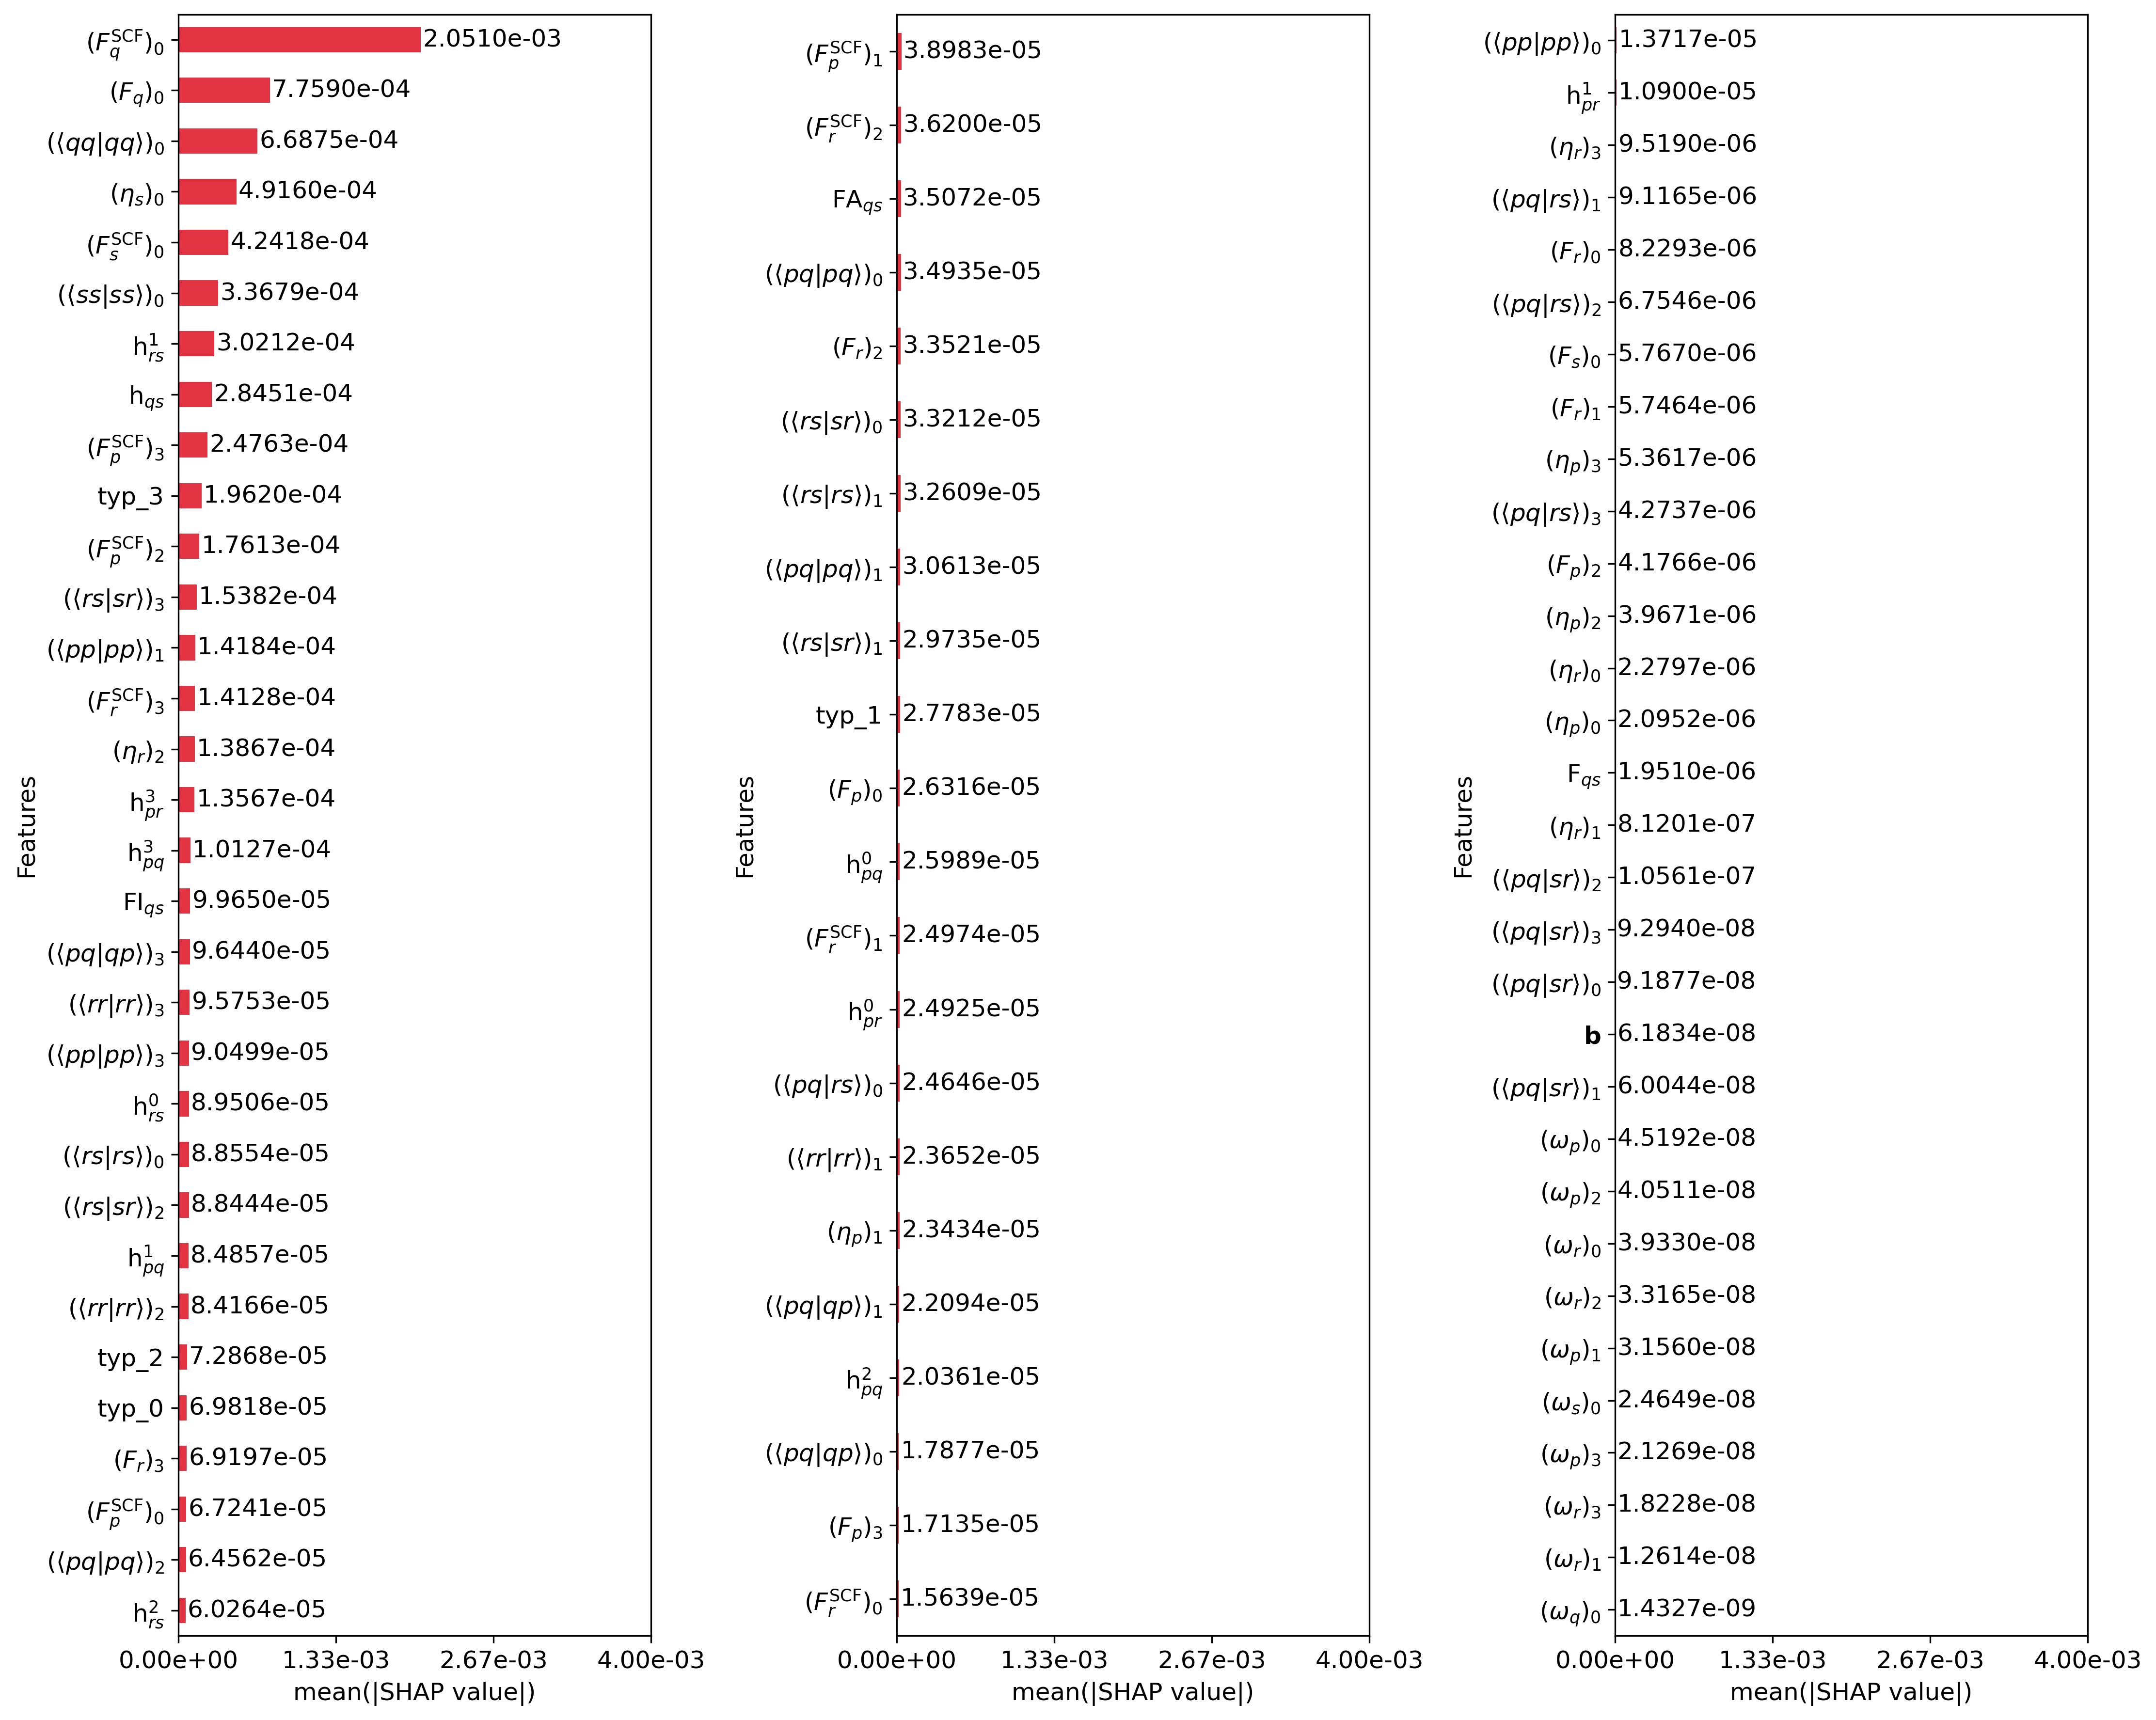 (F_q^SCF)_0 2.0510e-03
(F_q)_0 7.7590e-04
(⟨qq|qq⟩)_0 6.6875e-04
(η_s)_0 4.9160e-04
(F_s^SCF)_0 4.2418e-04
(⟨ss|ss⟩)_0 3.3679e-04
h_rs^1 3.0212e-04
h_qs 2.8451e-04
(F_p^SCF)_3 2.4763e-04
typ_3 1.9620e-04
(F_p^SCF)_2 1.7613e-04
(⟨rs|sr⟩)_3 1.5382e-04
(⟨pp|pp⟩)_1 1.4184e-04
(F_r^SCF)_3 1.4128e-04
(η_r)_2 1.3867e-04
h_pr^3 1.3567e-04
h_pq^3 1.0127e-04
FI_qs 9.9650e-05
(⟨pq|qp⟩)_3 9.6440e-05
(⟨rr|rr⟩)_3 9.5753e-05
(⟨pp|pp⟩)_3 9.0499e-05
h_rs^0 8.9506e-05
(⟨rs|rs⟩)_0 8.8554e-05
(⟨rs|sr⟩)_2 8.8444e-05
h_pq^1 8.4857e-05
(⟨rr|rr⟩)_2 8.4166e-05
typ_2 7.2868e-05
typ_0 6.9818e-05
(F_r)_3 6.9197e-05
(F_p^SCF)_0 6.7241e-05
(⟨pq|pq⟩)_2 6.4562e-05
h_rs^2 6.0264e-05
Features
0.00e+00 1.33e-03 2.67e-03 4.00e-03
mean(|SHAP value|)
(F_p^SCF)_1 3.8983e-05
(F_r^SCF)_2 3.6200e-05
FA_qs 3.5072e-05
(⟨pq|pq⟩)_0 3.4935e-05
(F_r)_2 3.3521e-05
(⟨rs|sr⟩)_0 3.3212e-05
(⟨rs|rs⟩)_1 3.2609e-05
(⟨pq|pq⟩)_1 3.0613e-05
(⟨rs|sr⟩)_1 2.9735e-05
typ_1 2.7783e-05
(F_p)_0 2.6316e-05
h_pq^0 2.5989e-05
(F_r^SCF)_1 2.4974e-05
h_pr^0 2.4925e-05
(⟨pq|rs⟩)_0 2.4646e-05
(⟨rr|rr⟩)_1 2.3652e-05
(η_p)_1 2.3434e-05
(⟨pq|qp⟩)_1 2.2094e-05
h_pq^2 2.0361e-05
(⟨pq|qp⟩)_0 1.7877e-05
(F_p)_3 1.7135e-05
(F_r^SCF)_0 1.5639e-05
Features
0.00e+00 1.33e-03 2.67e-03 4.00e-03
mean(|SHAP value|)
(⟨pp|pp⟩)_0 1.3717e-05
h_pr^1 1.0900e-05
(η_r)_3 9.5190e-06
(⟨pq|rs⟩)_1 9.1165e-06
(F_r)_0 8.2293e-06
(⟨pq|rs⟩)_2 6.7546e-06
(F_s)_0 5.7670e-06
(F_r)_1 5.7464e-06
(η_p)_3 5.3617e-06
(⟨pq|rs⟩)_3 4.2737e-06
(F_p)_2 4.1766e-06
(η_p)_2 3.9671e-06
(η_r)_0 2.2797e-06
(η_p)_0 2.0952e-06
F_qs 1.9510e-06
(η_r)_1 8.1201e-07
(⟨pq|sr⟩)_2 1.0561e-07
(⟨pq|sr⟩)_3 9.2940e-08
(⟨pq|sr⟩)_0 9.1877e-08
b 6.1834e-08
(⟨pq|sr⟩)_1 6.0044e-08
(ω_p)_0 4.5192e-08
(ω_p)_2 4.0511e-08
(ω_r)_0 3.9330e-08
(ω_r)_2 3.3165e-08
(ω_p)_1 3.1560e-08
(ω_s)_0 2.4649e-08
(ω_p)_3 2.1269e-08
(ω_r)_3 1.8228e-08
(ω_r)_1 1.2614e-08
(ω_q)_0 1.4327e-09
Features
0.00e+00 1.33e-03 2.67e-03 4.00e-03
mean(|SHAP value|)